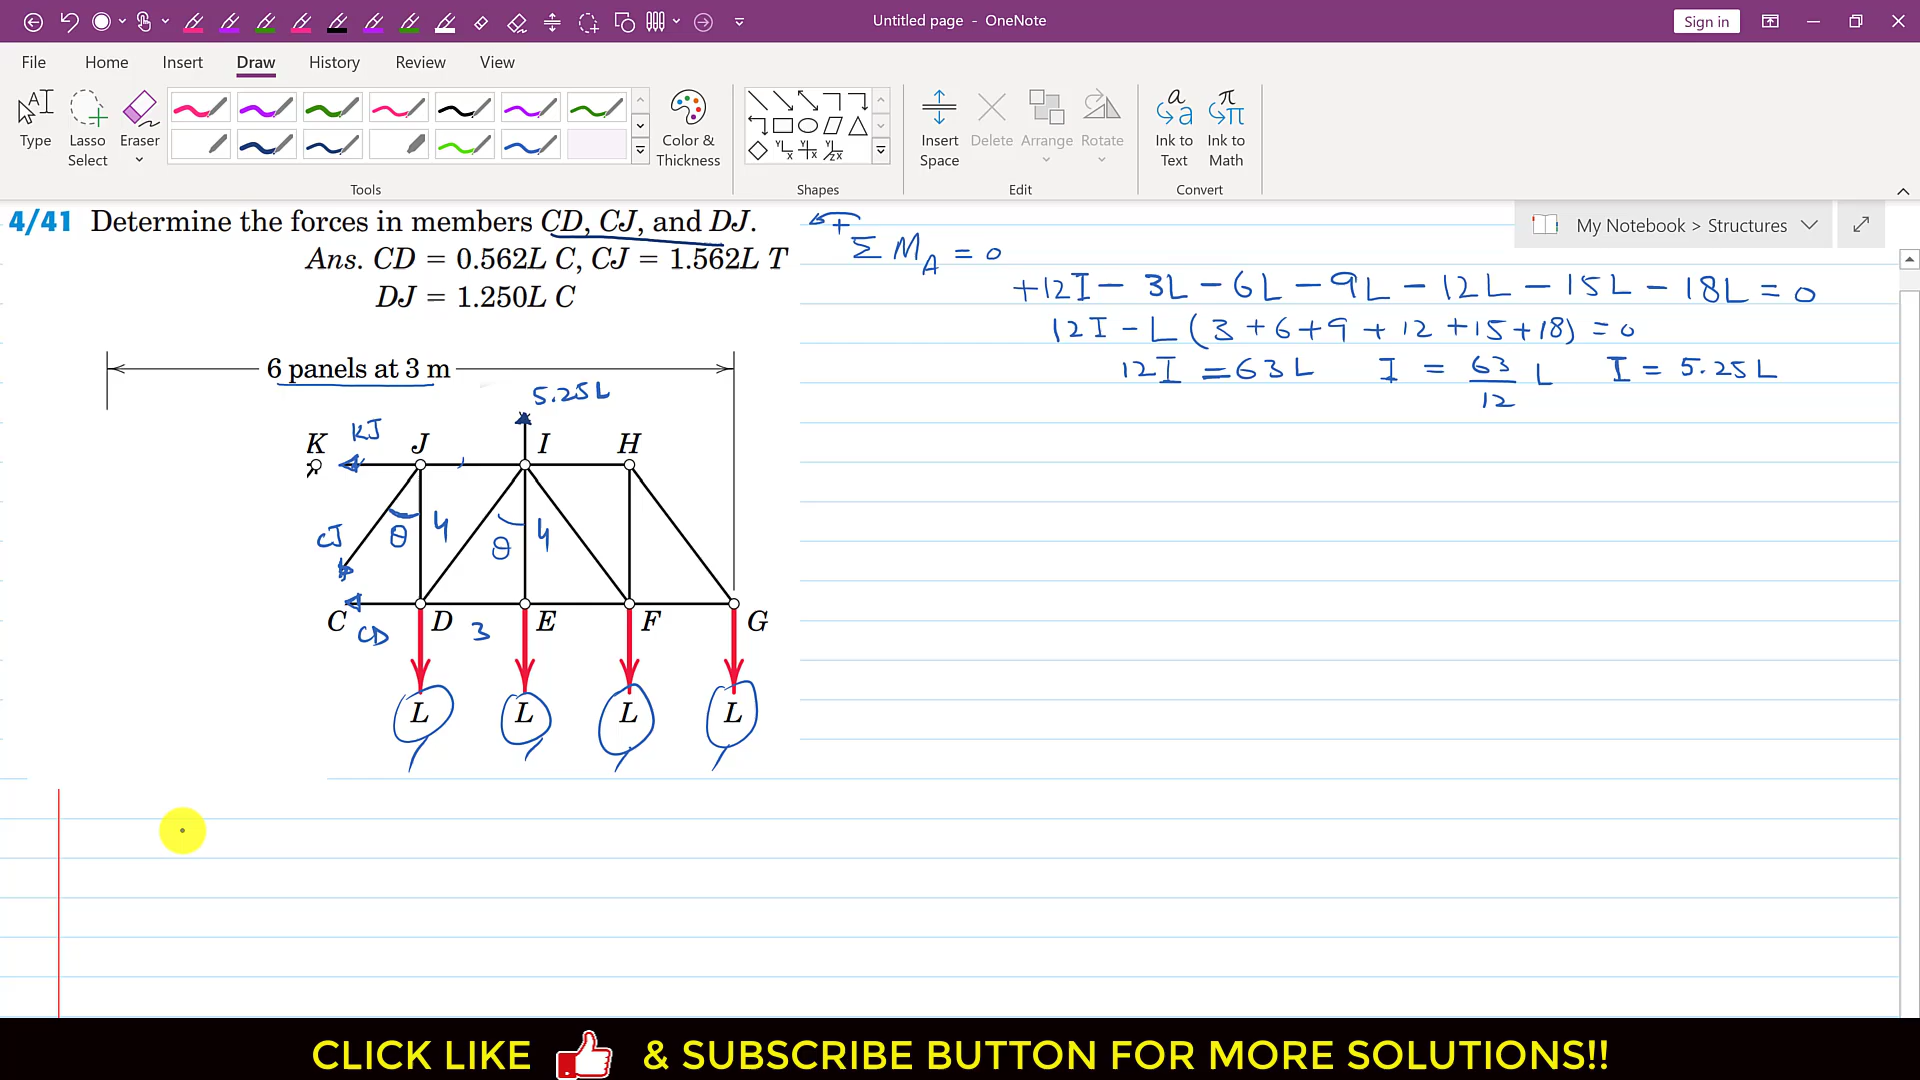 Untitled page - OneNote
Sign in
File Home Insert Draw History Review View
Type
Lasso Select
Eraser
Color & Thickness
Insert Space
Delete
Arrange
Rotate
Ink to Text
Ink to Math
Tools
Shapes
Edit
Convert
My Notebook > Structures
4/41 Determine the forces in members CD, CJ, and DJ.
Ans. CD = 0.562L C, CJ = 1.562L T
DJ = 1.250L C
6 panels at 3 m
5.25L
KJ
K J I H
CJ θ 4 θ 4
C D E F G
CD 3
L L L L
+
Σ M_A = 0
+12I - 3L - 6L - 9L - 12L - 15L - 18L = 0
12I - L (3 + 6 + 9 + 12 + 15 + 18) = 0
12I = 63L I = 63/12 L I = 5.25L
CLICK LIKE & SUBSCRIBE BUTTON FOR MORE SOLUTIONS!!